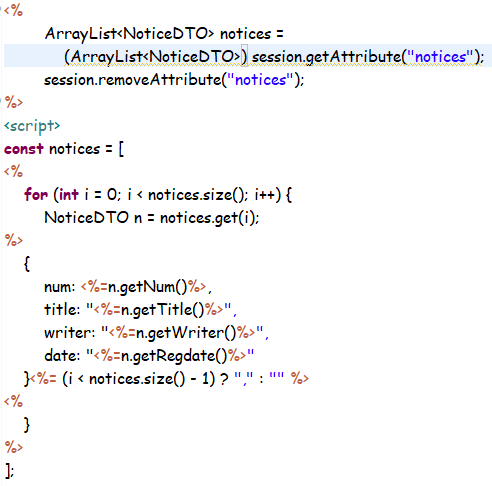 <%
ArrayList<NoticeDTO> notices =
(ArrayList<NoticeDTO>) session.getAttribute("notices");
session.removeAttribute("notices");
%>
<script>
const notices = [
<%
for (int i = 0; i < notices.size(); i++) {
NoticeDTO n = notices.get(i);
%>
{
num: <%=n.getNum()%>,
title: "<%=n.getTitle()%>",
writer: "<%=n.getWriter()%>",
date: "<%=n.getRegdate()%>"
}<%= (i < notices.size() - 1) ? "," : "" %>
<%
}
%>
];